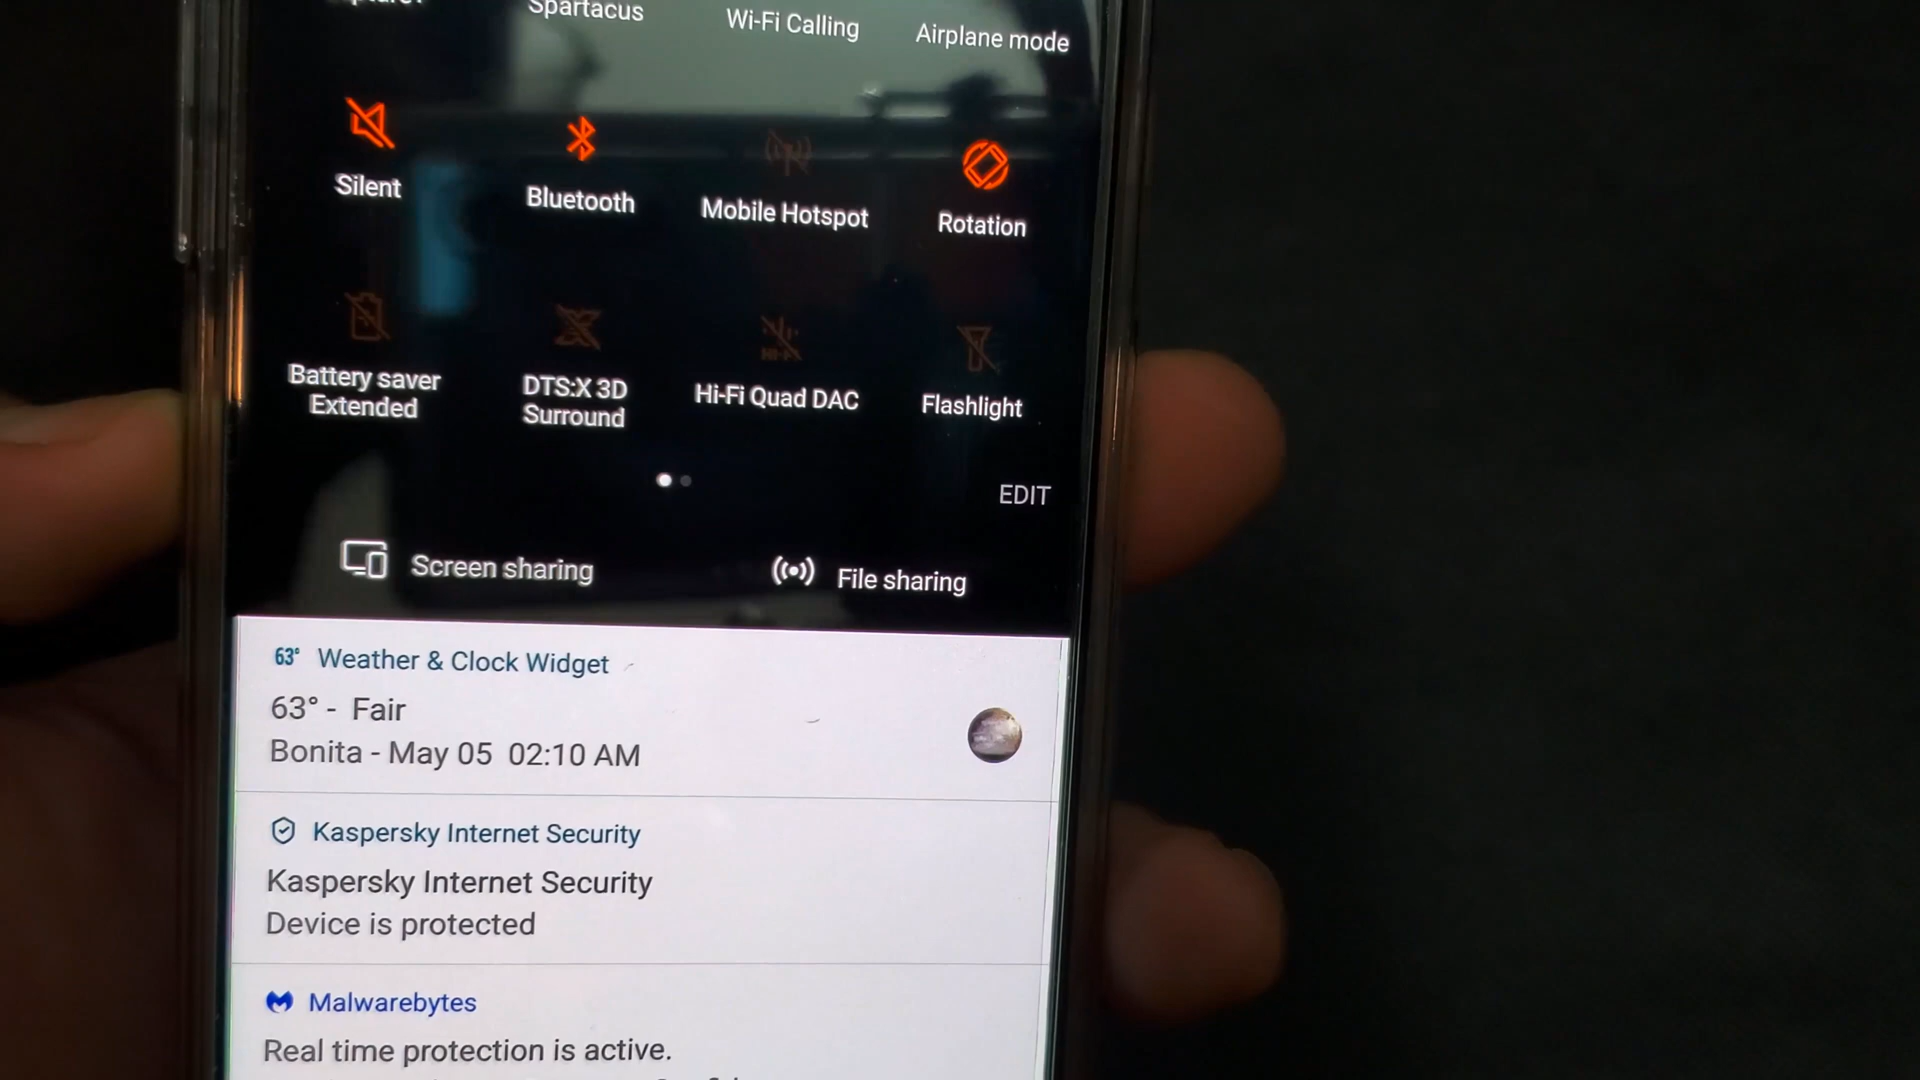 Spartacus
Wi-Fi Calling
Airplane mode
Silent
Bluetooth
Mobile Hotspot
Rotation
Battery saver
Extended
DTS:X 3D
Surround
HI-FI
Hi-Fi Quad DAC
Flashlight
EDIT
Screen sharing
File sharing
63° Weather & Clock Widget
63° - Fair
Bonita - May 05 02:10 AM
Kaspersky Internet Security
Kaspersky Internet Security
Device is protected
Malwarebytes
Real time protection is active.